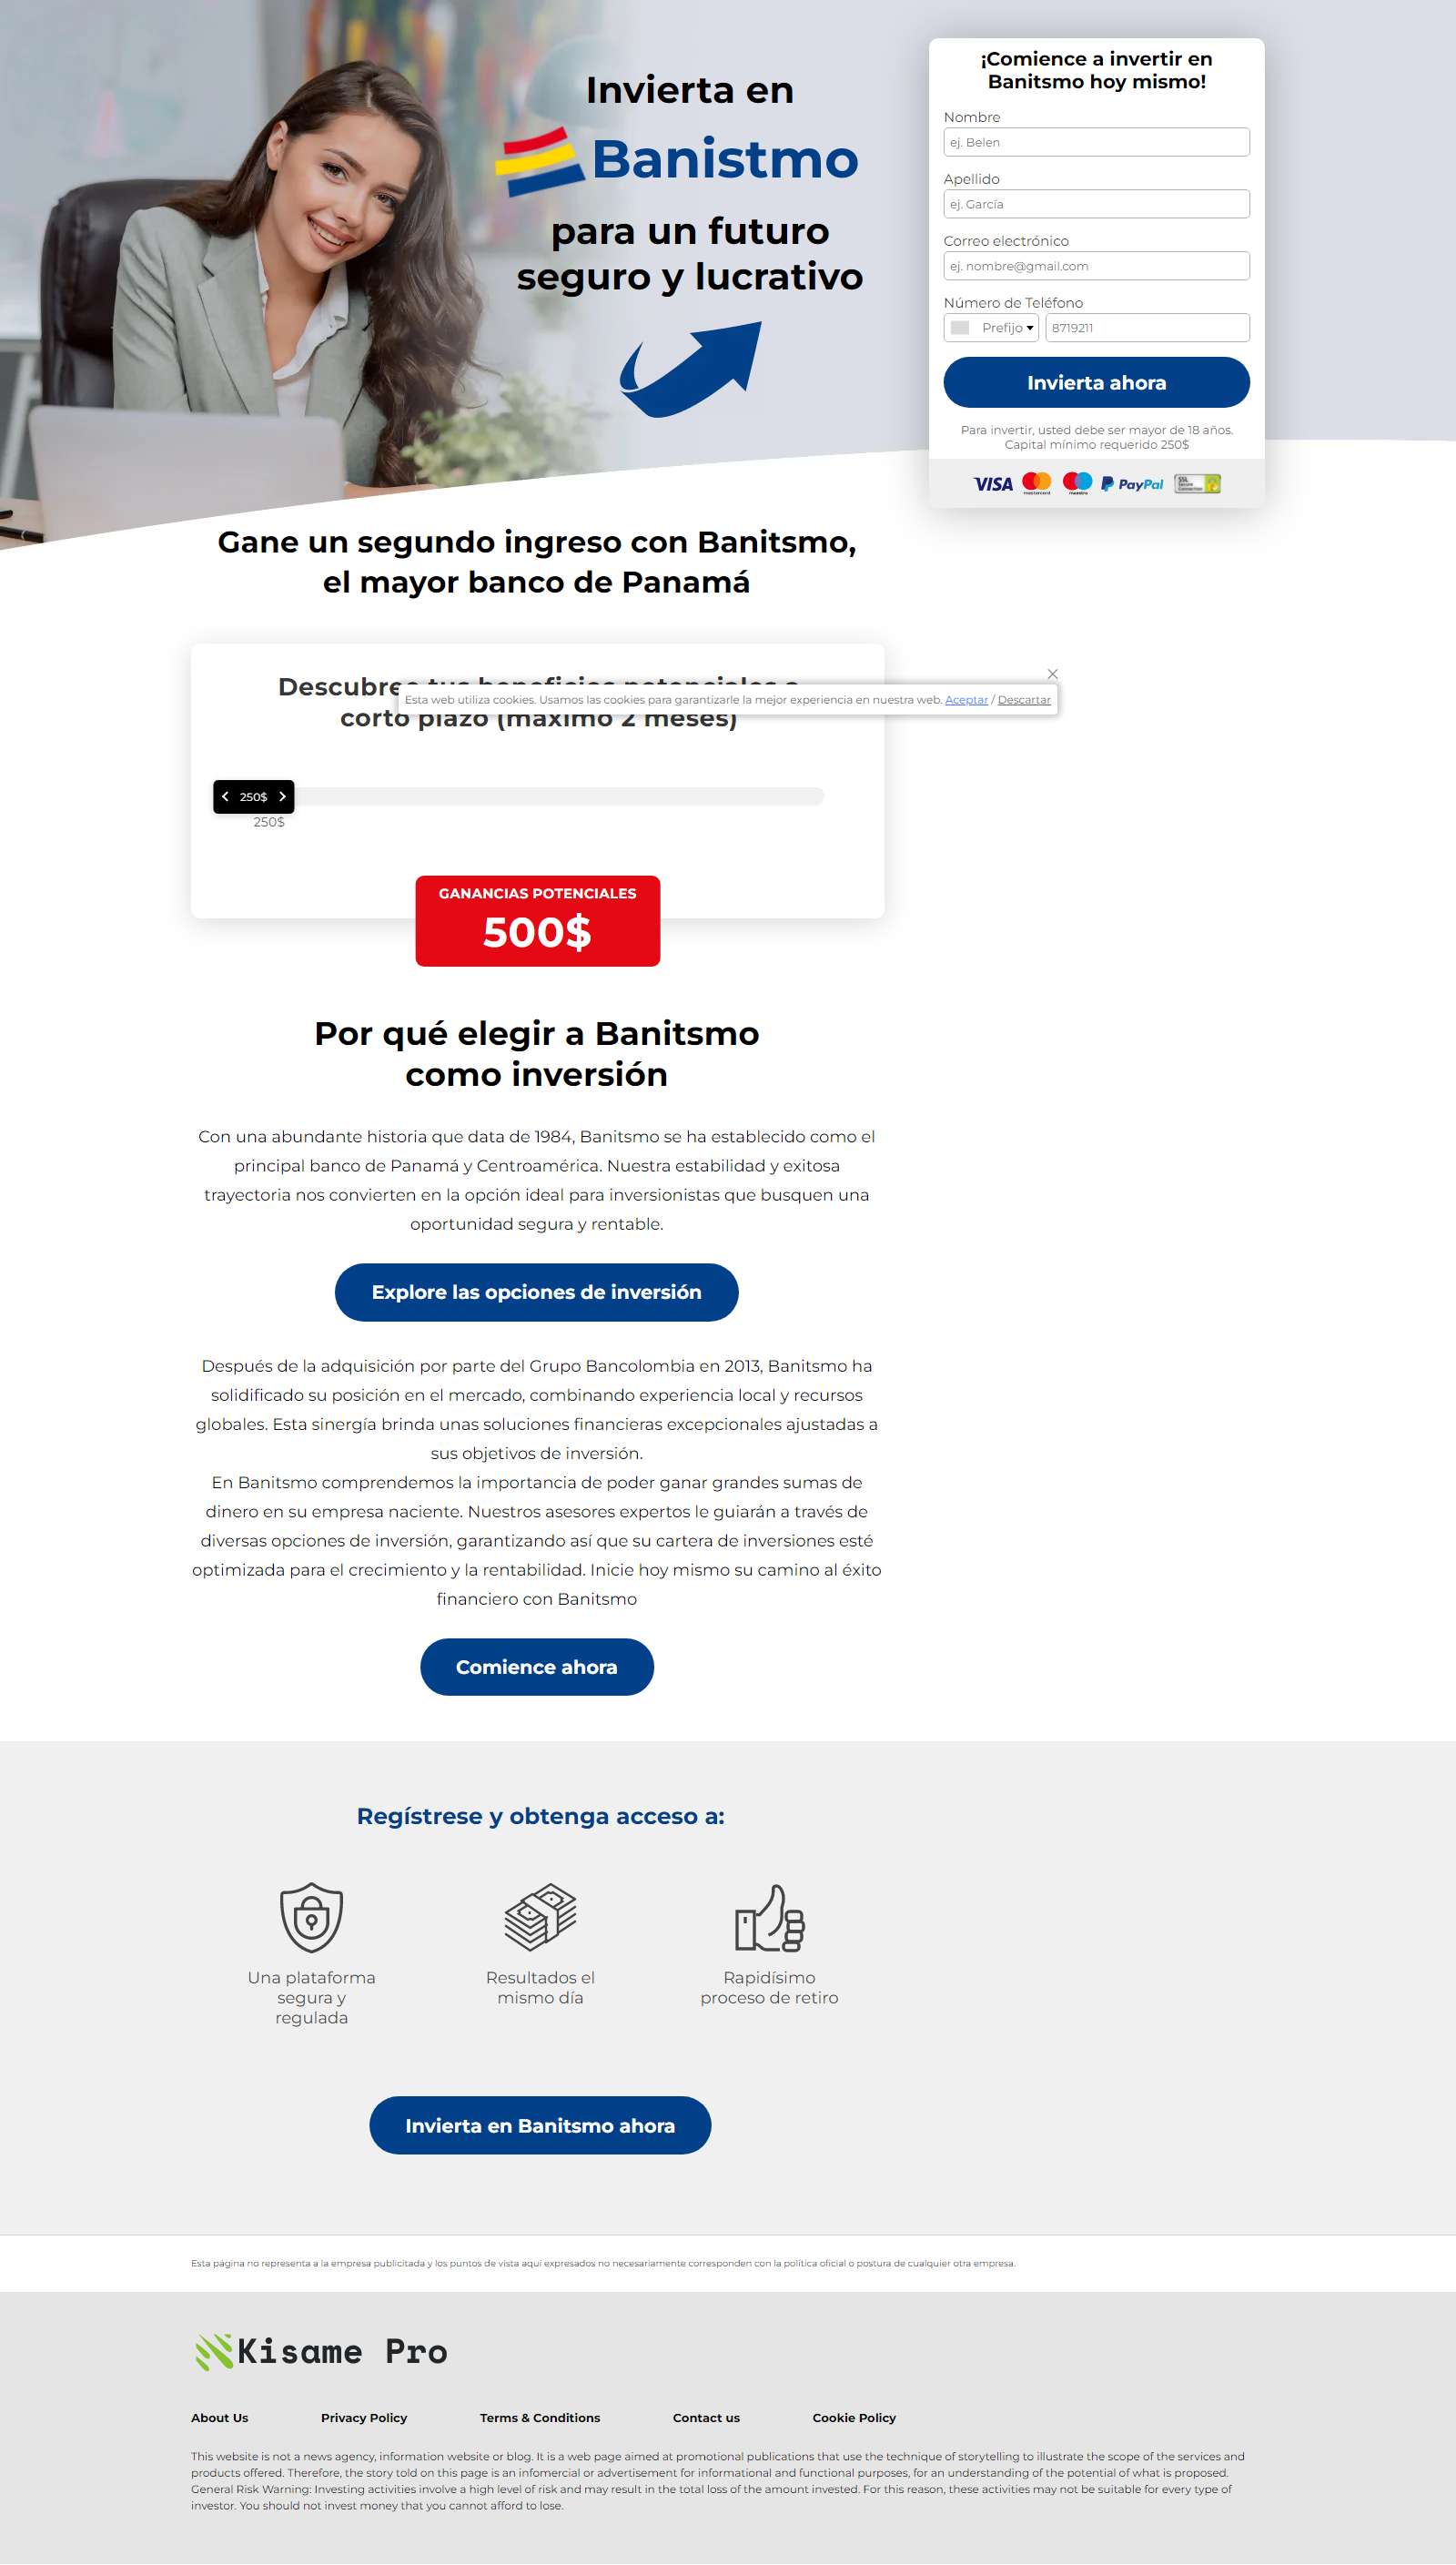 Invierta en
Banistmo
para un futuro
seguro y lucrativo
¡Comience a invertir en
Banitsmo hoy mismo!
Nombre
ej. Belen
Apellido
ej. García
Correo electrónico
ej. nombre@gmail.com
Número de Teléfono
Prefijo 8719211
Invierta ahora
Para invertir, usted debe ser mayor de 18 años.
Capital mínimo requerido 250$
VISA mastercard maestro PayPal SSL Secure Connection
Gane un segundo ingreso con Banitsmo,
el mayor banco de Panamá
Descubre tus beneficios potenciales a
corto plazo (máximo 2 meses)
Esta web utiliza cookies. Usamos las cookies para garantizarle la mejor experiencia en nuestra web. Aceptar / Descartar
250$
250$
GANANCIAS POTENCIALES
500$
Por qué elegir a Banitsmo
como inversión
Con una abundante historia que data de 1984, Banitsmo se ha establecido como el
principal banco de Panamá y Centroamérica. Nuestra estabilidad y exitosa
trayectoria nos convierten en la opción ideal para inversionistas que busquen una
oportunidad segura y rentable.
Explore las opciones de inversión
Después de la adquisición por parte del Grupo Bancolombia en 2013, Banitsmo ha
solidificado su posición en el mercado, combinando experiencia local y recursos
globales. Esta sinergía brinda unas soluciones financieras excepcionales ajustadas a
sus objetivos de inversión.
En Banitsmo comprendemos la importancia de poder ganar grandes sumas de
dinero en su empresa naciente. Nuestros asesores expertos le guiarán a través de
diversas opciones de inversión, garantizando así que su cartera de inversiones esté
optimizada para el crecimiento y la rentabilidad. Inicie hoy mismo su camino al éxito
financiero con Banitsmo
Comience ahora
Regístrese y obtenga acceso a:
Una plataforma
segura y
regulada
Resultados el
mismo día
Rapidísimo
proceso de retiro
Invierta en Banitsmo ahora
Esta página no representa a la empresa publicitada y los puntos de vista aquí expresados no necesariamente corresponden con la política oficial o postura de cualquier otra empresa.
Kisame Pro
About Us Privacy Policy Terms & Conditions Contact us Cookie Policy
This website is not a news agency, information website or blog. It is a web page aimed at promotional publications that use the technique of storytelling to illustrate the scope of the services and
products offered. Therefore, the story told on this page is an infomercial or advertisement for informational and functional purposes, for an understanding of the potential of what is proposed.
General Risk Warning: Investing activities involve a high level of risk and may result in the total loss of the amount invested. For this reason, these activities may not be suitable for every type of
investor. You should not invest money that you cannot afford to lose.